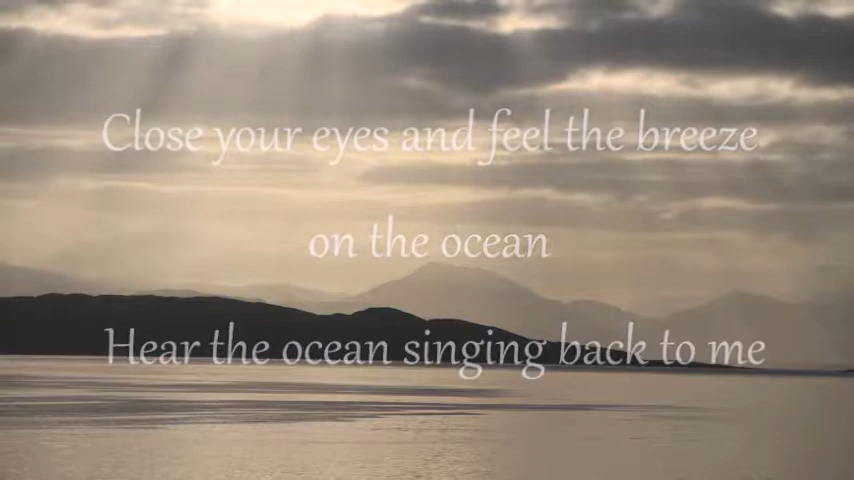 Close your eyes and feel the breeze
on the ocean
Hear the ocean singing back to me